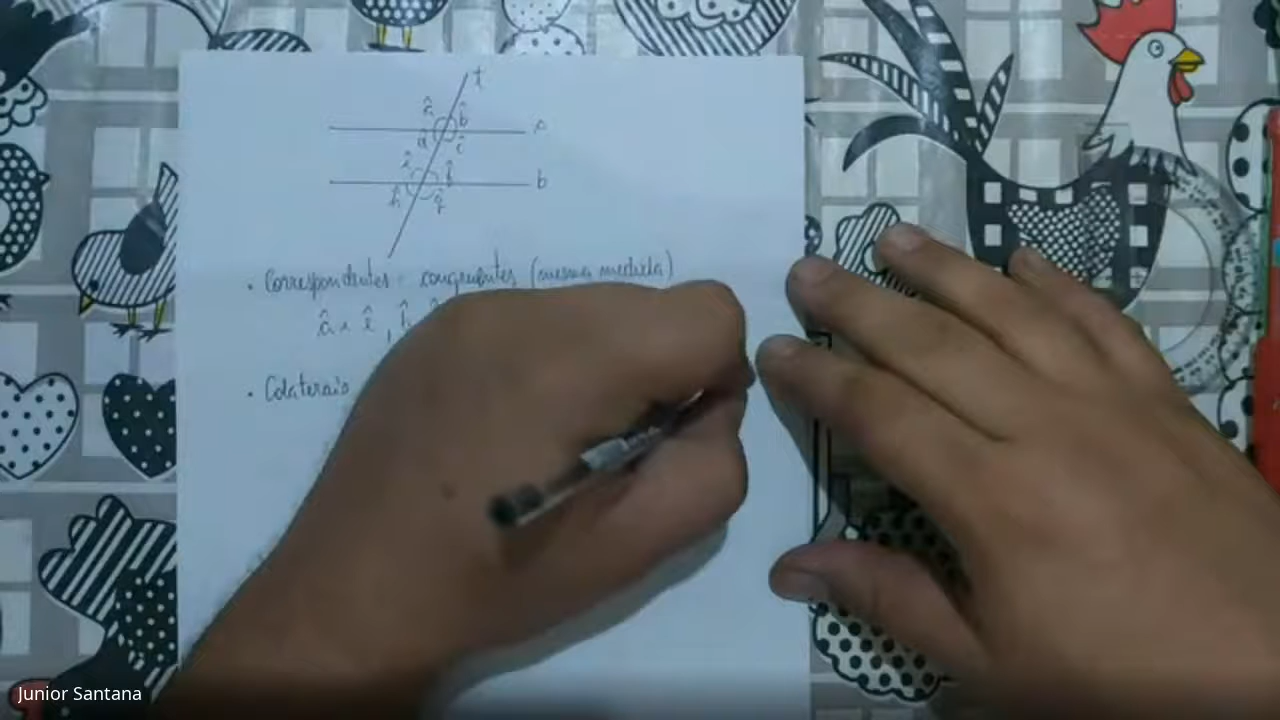 t
â b̂
d ĉ
î
b
ĥ ĝ
• Correspondentes - congruentes (mesma medida)
â e ê, b̂
• Colaterais
Junior Santana